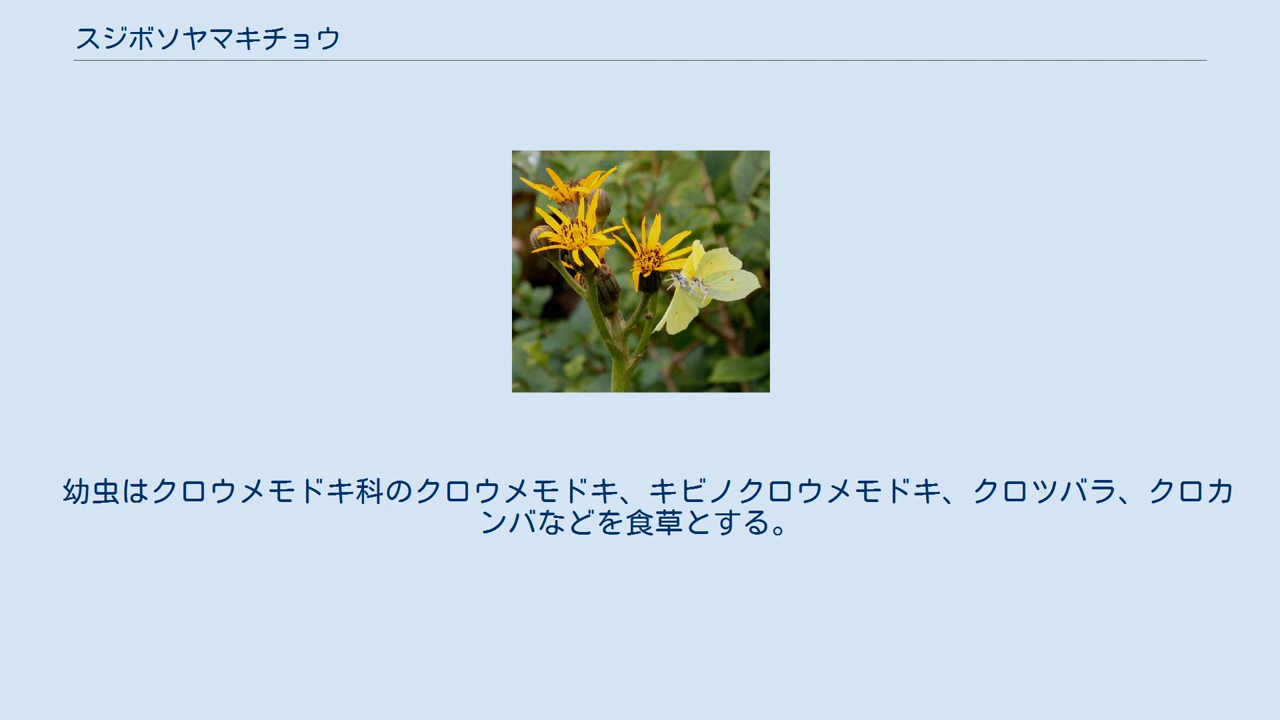 スジボソヤマキチョウ
幼虫はクロウメモドキ科のクロウメモドキ、キビノクロウメモドキ、クロツバラ、クロカ
ンバなどを食草とする。